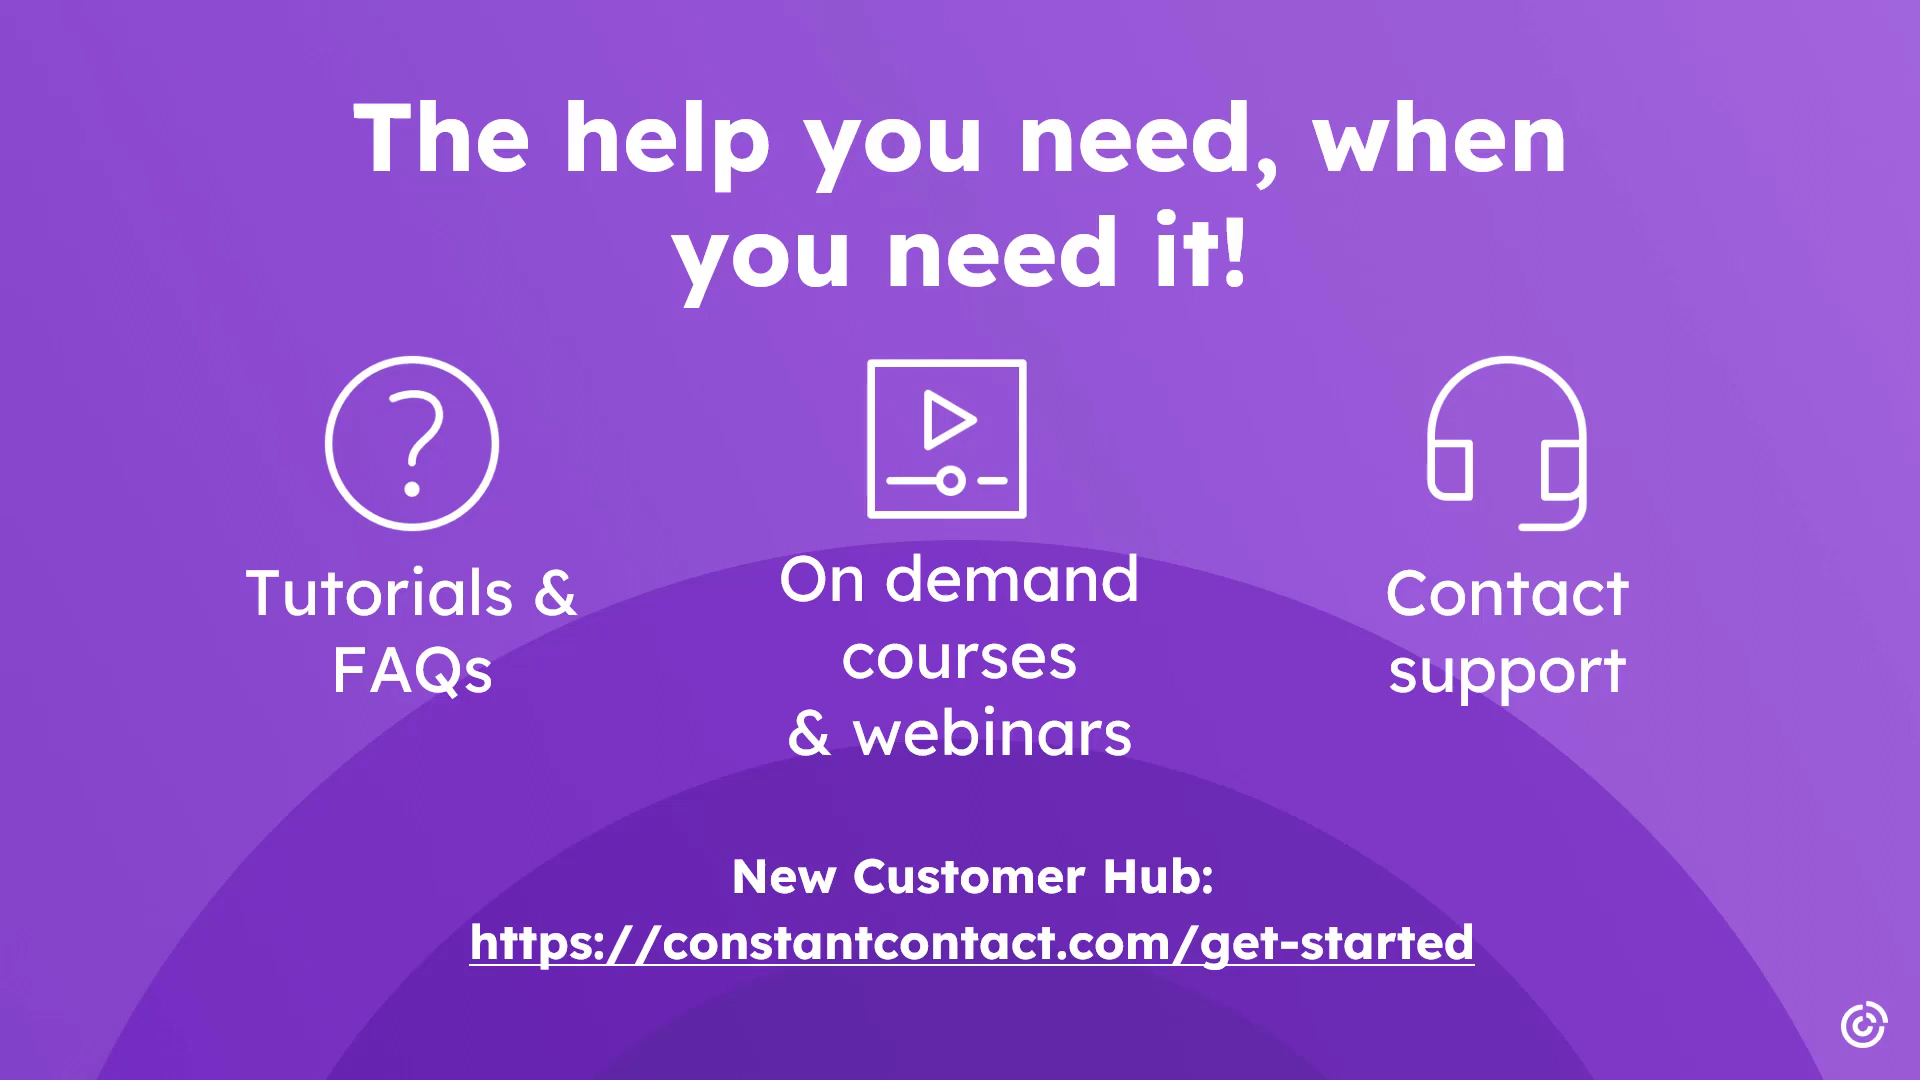 The help you need, when
you need it!
Tutorials &
FAQs
On demand
courses
& webinars
Contact
support
New Customer Hub:
https://constantcontact.com/get-started